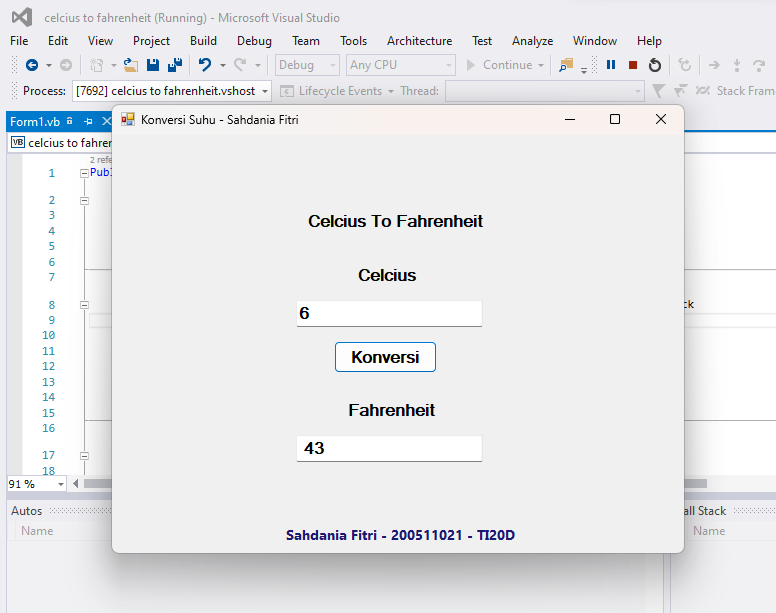 celcius to fahrenheit (Running) - Microsoft Visual Studio
File Edit View Project Build Debug Team Tools Architecture Test Analyze Window Help
Debug Any CPU Continue
Process: [7692] celcius to fahrenheit.vshost Lifecycle Events Thread: Stack Fram
Form1.vb
Konversi Suhu - Sahdania Fitri
VB celcius to fahrer
2 refe
1 Publ
2
3
4
5
6
7
8 ck
9
10
11
12
13
14
15
16
17
18
Celcius To Fahrenheit
Celcius
6
Konversi
Fahrenheit
43
Sahdania Fitri - 200511021 - TI20D
91 %
Autos
all Stack
Name
Name